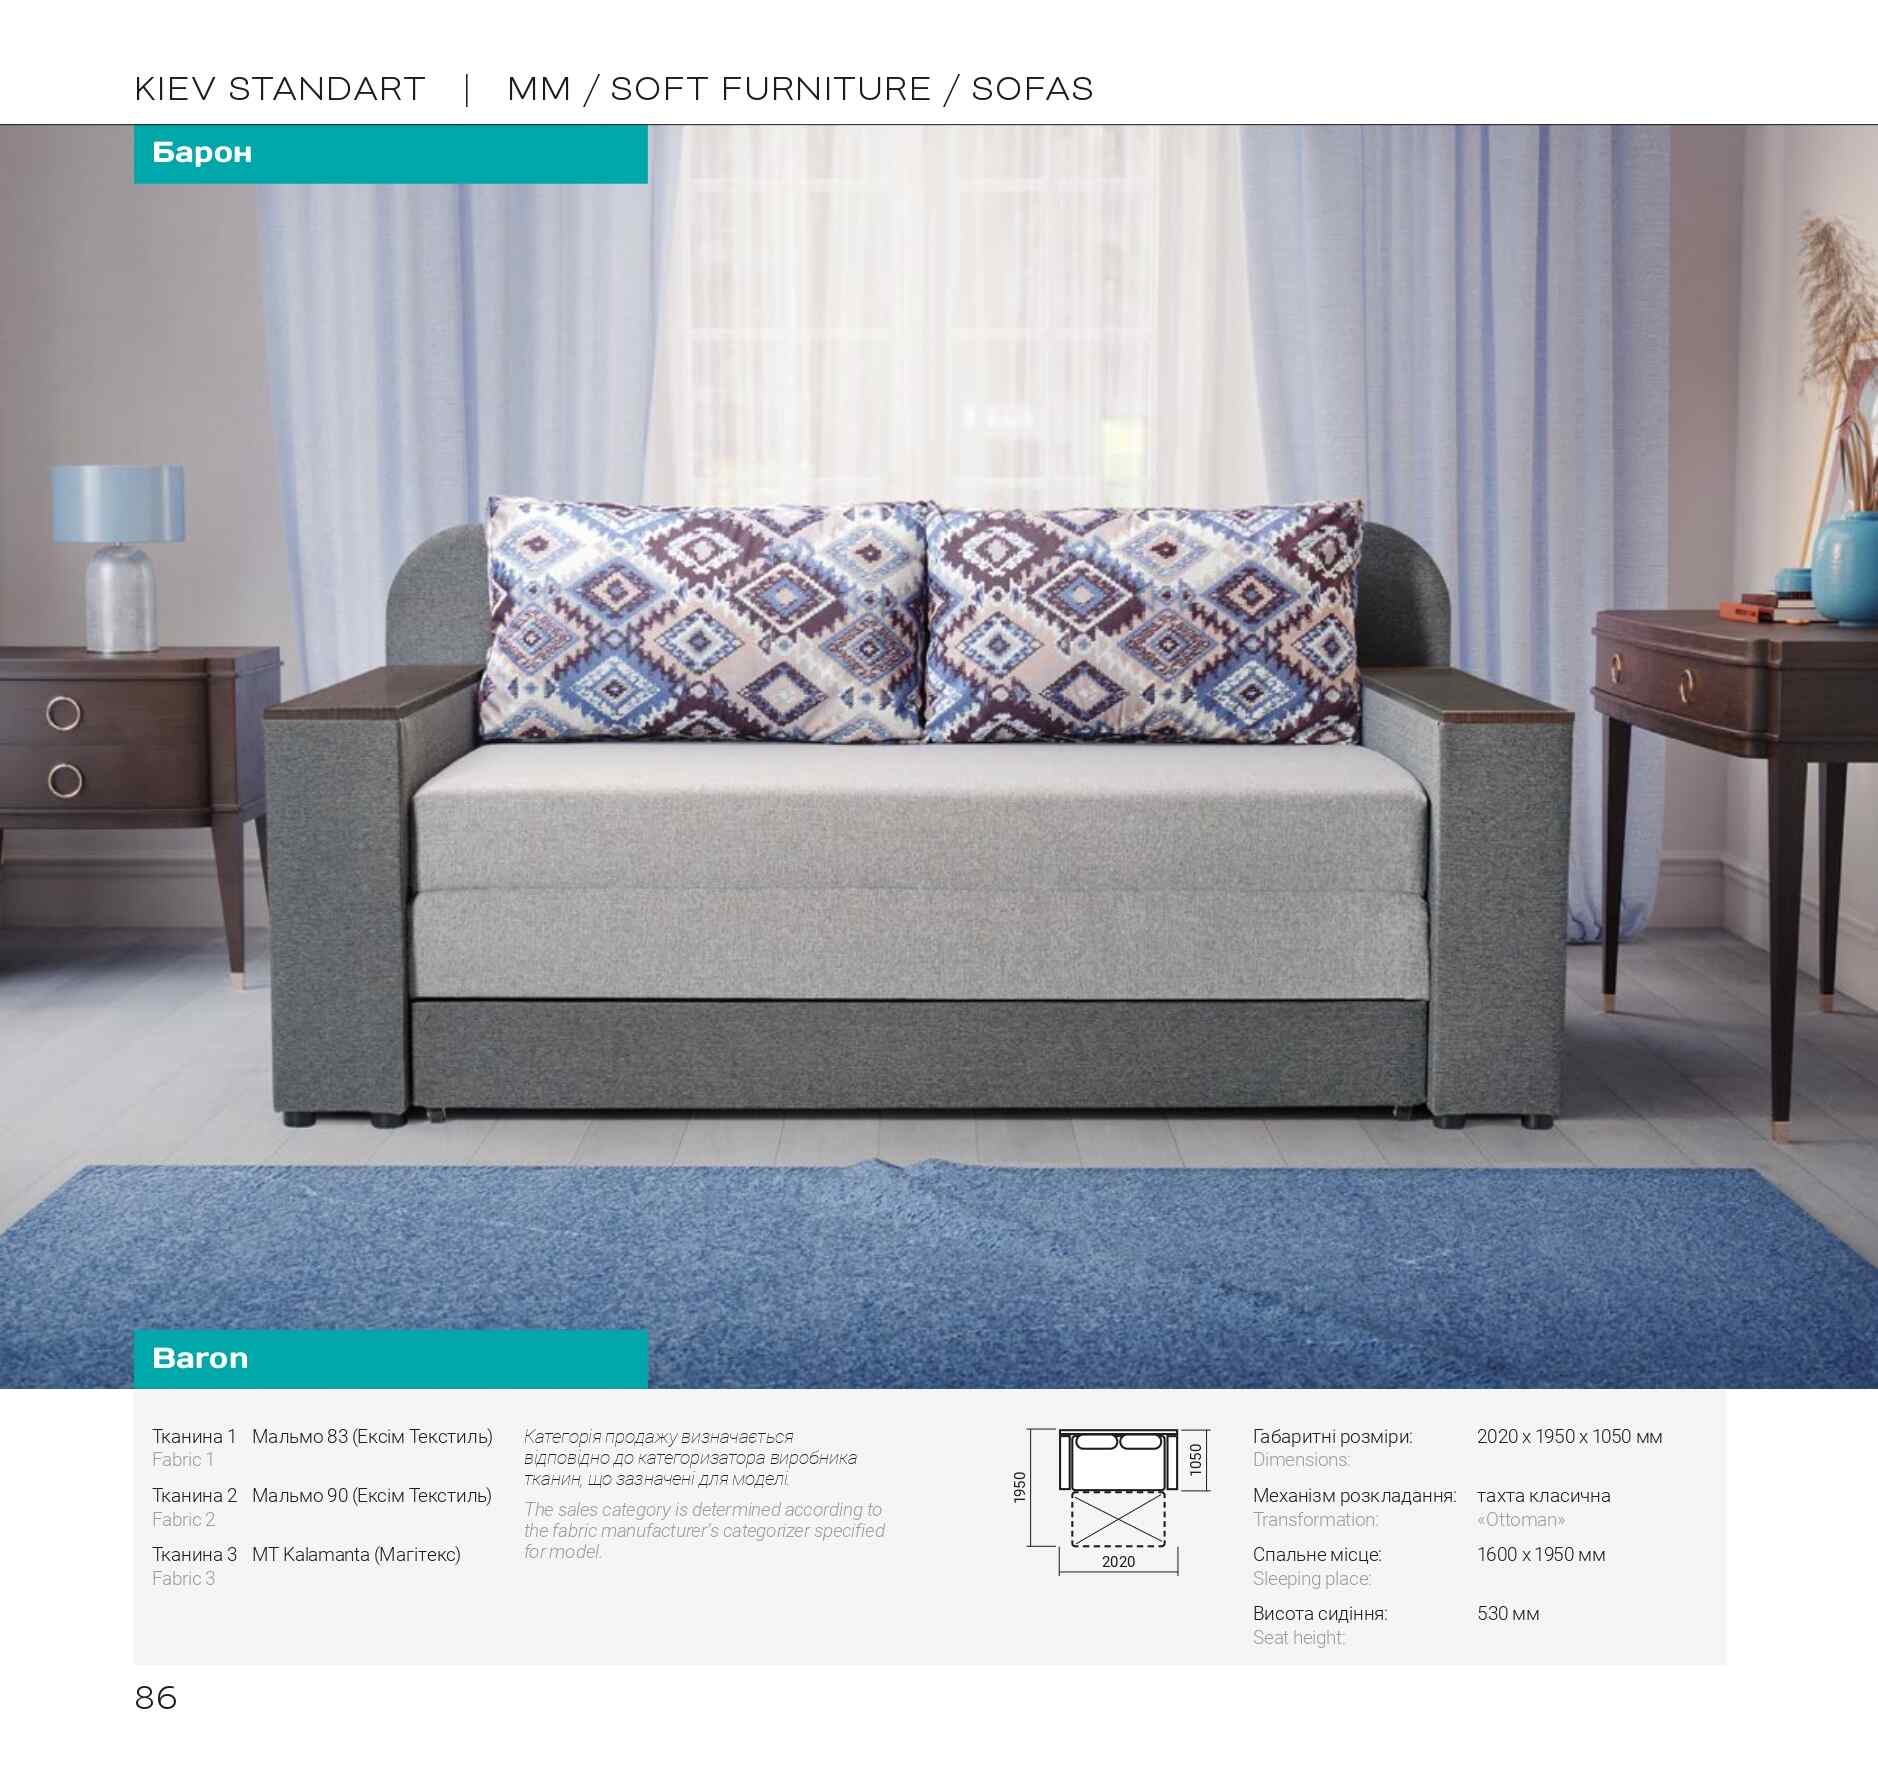 KIEV STANDART | MM / SOFT FURNITURE / SOFAS
Барон
Baron
Тканина 1 Мальмо 83 (Ексім Текстиль)
Fabric 1
Тканина 2 Мальмо 90 (Ексім Текстиль)
Fabric 2
Тканина 3 MT Kalamanta (Магітекс)
Fabric 3
Категорія продажу визначається
відповідно до категоризатора виробника
тканин, що зазначені для моделі.
The sales category is determined according to
the fabric manufacturer's categorizer specified
for model.
1950
1050
2020
Габаритні розміри: 2020 x 1950 x 1050 мм
Dimensions:
Механізм розкладання: тахта класична
Transformation: «Ottoman»
Спальне місце: 1600 x 1950 мм
Sleeping place:
Висота сидіння: 530 мм
Seat height:
86